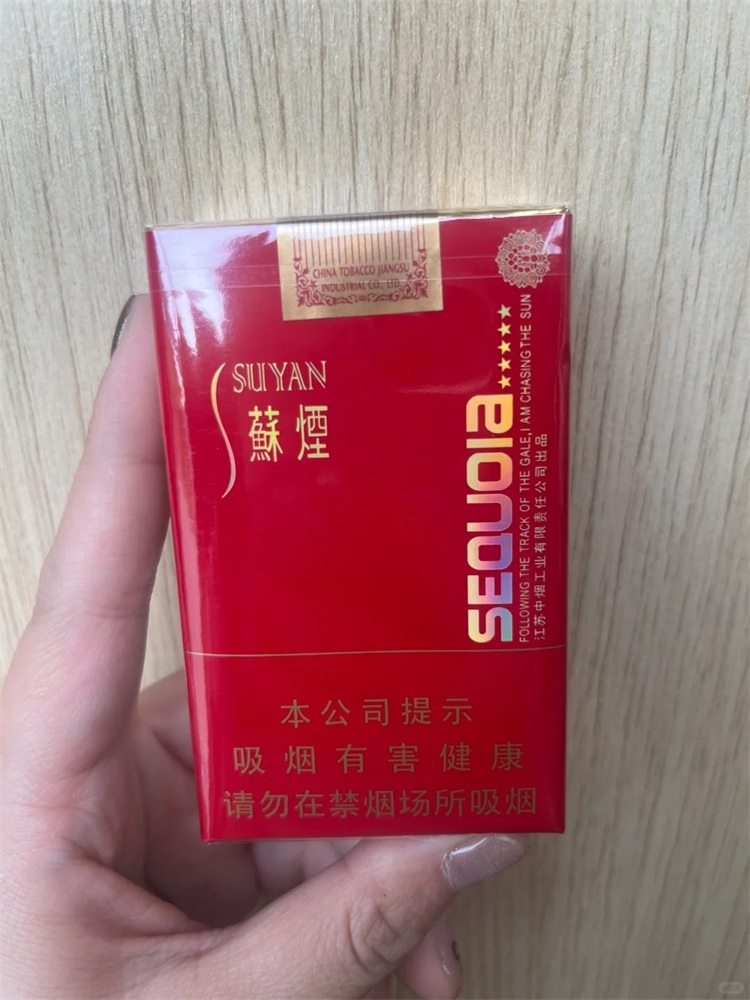 CHINA TOBACCO JIANGSU
INDUSTRIAL CO., LTD.
SUYAN
蘇煙
SEQUOIA
FOLLOWING THE TRACK OF THE GALE, I AM CHASING THE SUN
江苏中烟工业有限责任公司出品
本公司提示
吸烟有害健康
请勿在禁烟场所吸烟